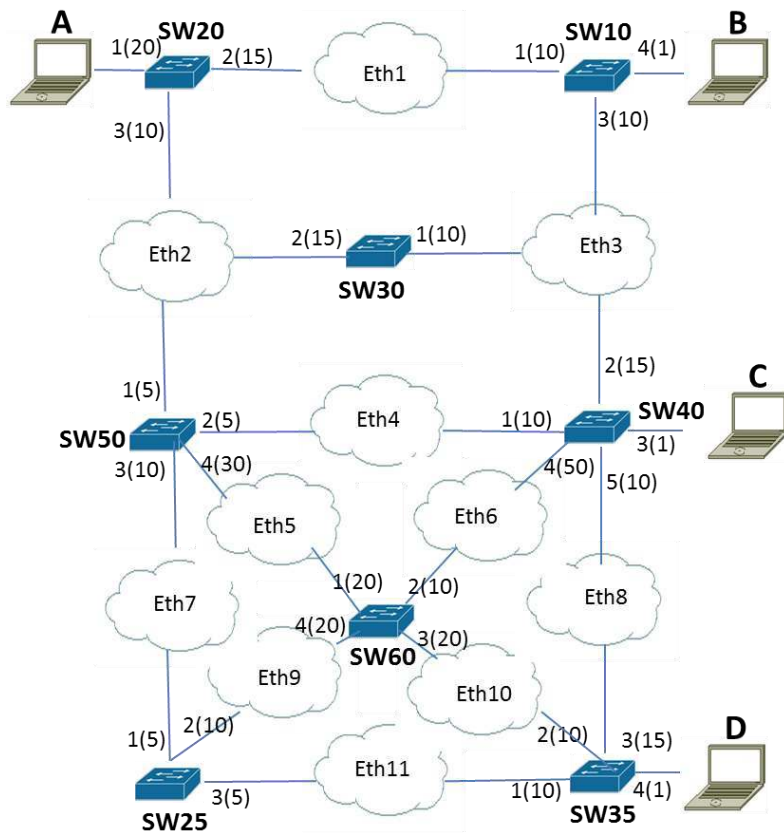 A
SW20
SW10
B
1(20)
2(15)
Eth1
1(10)
4(1)
3(10)
3(10)
Eth2
2(15)
1(10)
Eth3
SW30
1(5)
2(15)
C
SW50
2(5)
Eth4
1(10)
SW40
3(1)
3(10)
4(30)
4(50)
5(10)
Eth5
Eth6
Eth7
1(20)
2(10)
Eth8
4(20)
SW60
3(20)
Eth9
Eth10
1(5)
2(10)
2(10)
3(15)
D
SW25
3(5)
Eth11
1(10)
SW35
4(1)